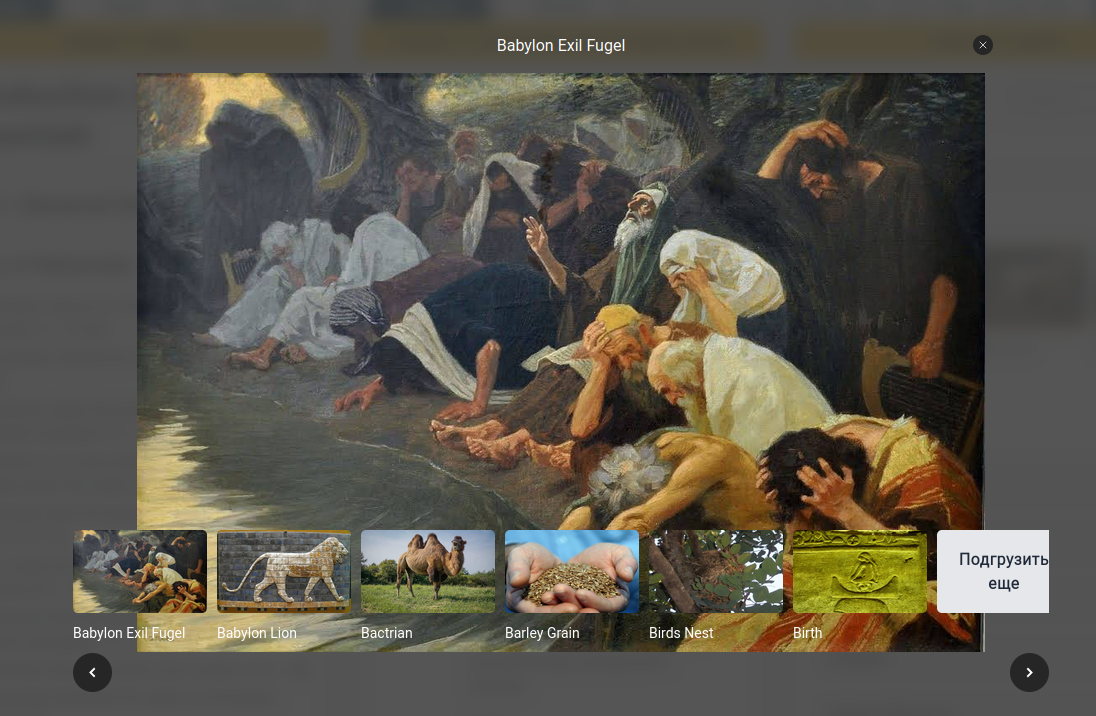 Babylon Exil Fugel
Babylon Exil Fugel
Babylon Lion
Bactrian
Barley Grain
Birds Nest
Birth
Подгрузить
еще